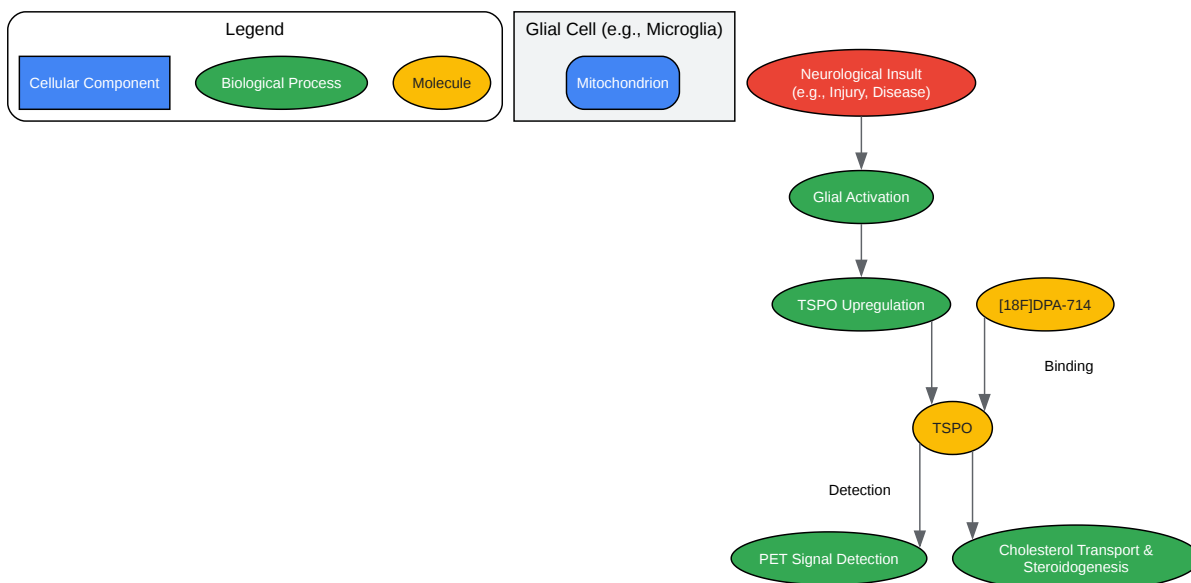 Legend
Cellular Component
Biological Process
Molecule
Glial Cell (e.g., Microglia)
Mitochondrion
Neurological Insult
(e.g., Injury, Disease)
Glial Activation
TSPO Upregulation
[18F]DPA-714
Binding
TSPO
Detection
PET Signal Detection
Cholesterol Transport &
Steroidogenesis